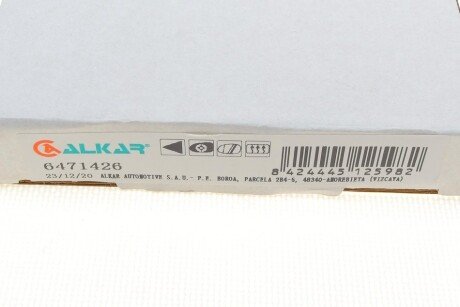 ALKAR
6471426
8 424445 125982
23/12/20 ALKAR AUTOMOTIVE S.A.U.- P.E. BOROA, PARCELA 2B4-5, 48340-AMOREBIETA (VIZCAYA)